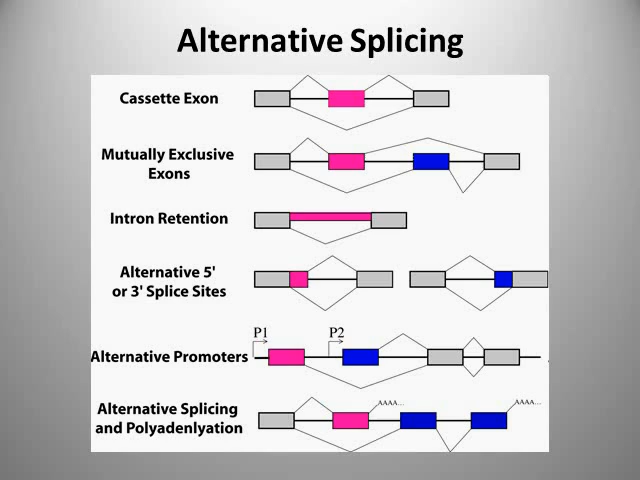 Alternative Splicing
Cassette Exon
Mutually Exclusive
Exons
Intron Retention
Alternative 5'
or 3' Splice Sites
P1
P2
Alternative Promoters
Alternative Splicing
and Polyadenlyation
AAAA...
AAAA...